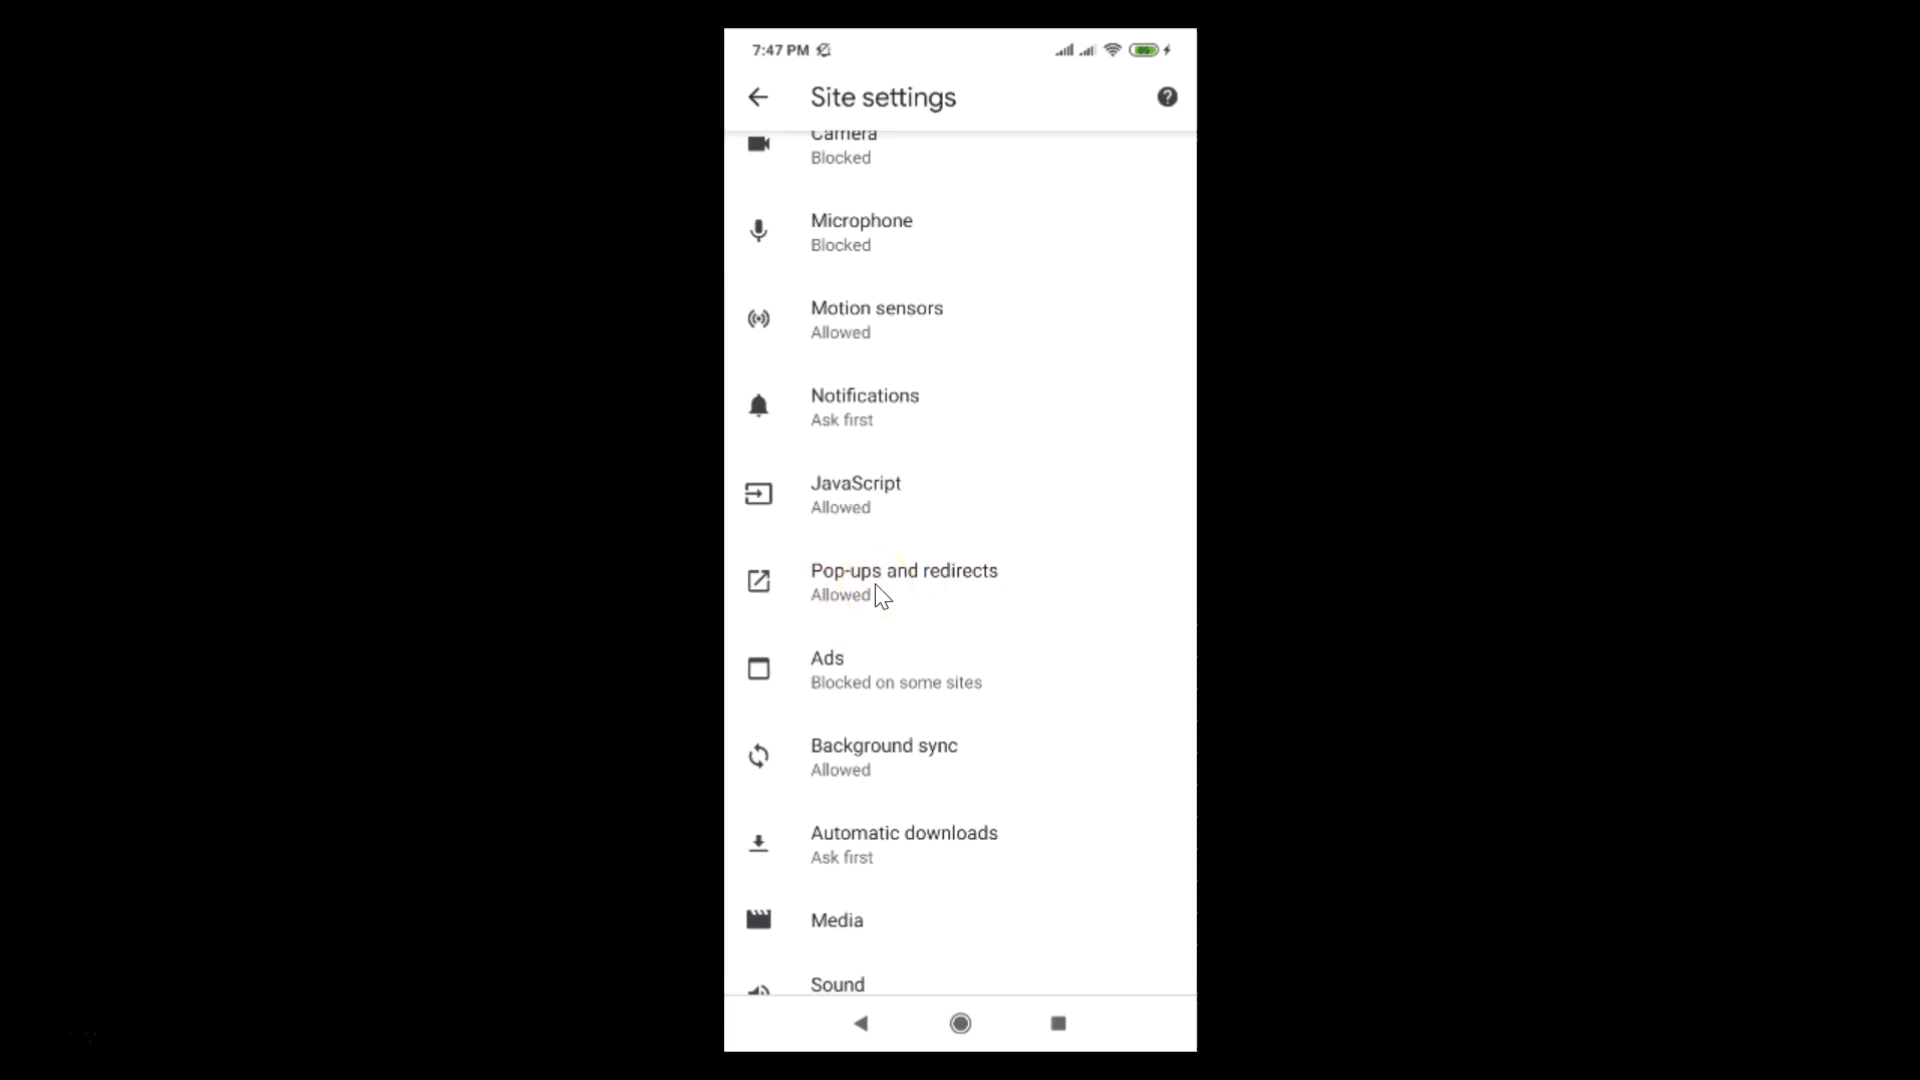 7:47 PM
Site settings
Camera
Blocked
Microphone
Blocked
Motion sensors
Allowed
Notifications
Ask first
JavaScript
Allowed
Pop-ups and redirects
Allowed
Ads
Blocked on some sites
Background sync
Allowed
Automatic downloads
Ask first
Media
Sound